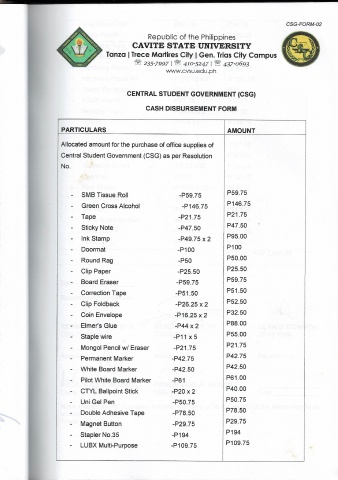 CSG-FORM-02
Republic of the Philippines
CAVITE STATE UNIVERSITY
Tanza | Trece Martires City | Gen. Trias City Campus
☏ 235-7997 | ☏ 410-5247 | ☏ 437-0693
www.cvsu.edu.ph
CENTRAL STUDENT GOVERNMENT (CSG)
CASH DISBURSEMENT FORM
PARTICULARS AMOUNT
Allocated amount for the purchase of office supplies of
Central Student Government (CSG) as per Resolution
No.
- SMB Tissue Roll -P59.75 P59.75
- Green Cross Alcohol -P146.75 P146.75
- Tape -P21.75 P21.75
- Sticky Note -P47.50 P47.50
- Ink Stamp -P49.75 x 2 P95.00
- Doormat -P100 P100
- Round Rag -P50 P50.00
- Clip Paper -P25.50 P25.50
- Board Eraser -P59.75 P59.75
- Correction Tape -P51.50 P51.50
- Clip Foldback -P26.25 x 2 P52.50
- Coin Envelope -P16.25 x 2 P32.50
- Elmer's Glue -P44 x 2 P88.00
- Staple wire -P11 x 5 P55.00
- Mongol Pencil w/ Eraser -P21.75 P21.75
- Permanent Marker -P42.75 P42.75
- White Board Marker -P42.50 P42.50
- Pilot White Board Marker -P61 P61.00
- CTYL Ballpoint Stick -P20 x 2 P40.00
- Uni Gel Pen -P50.75 P50.75
- Double Adhesive Tape -P78.50 P78.50
- Magnet Button -P29.75 P29.75
- Stapler No.35 -P194 P194
- LUBX Multi-Purpose -P109.75 P109.75